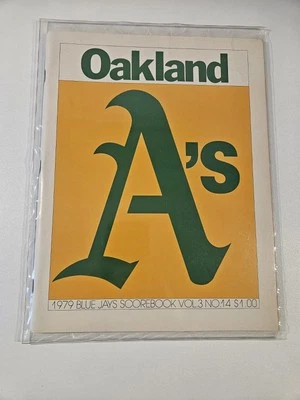 Oakland
A's
1979 BLUE JAYS SCOREBOOK VOL.3 NO.14 $1.00